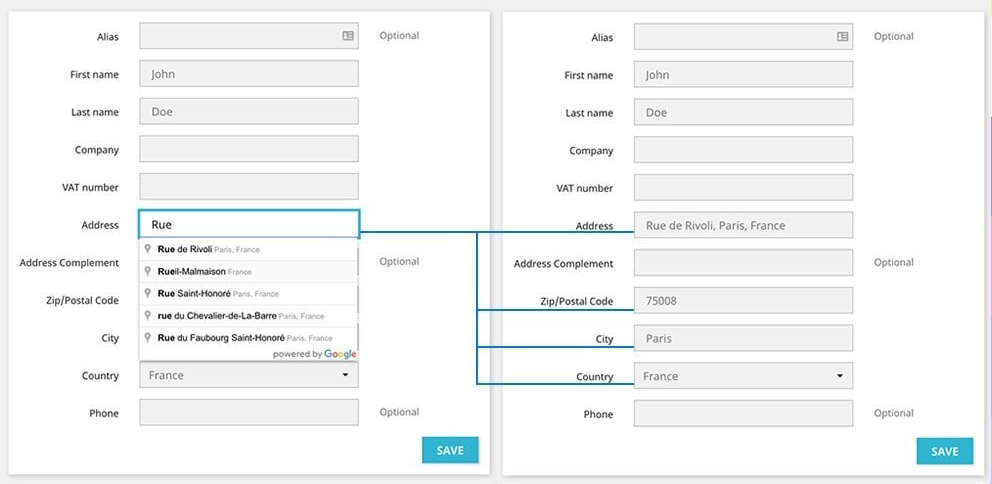 Alias
Optional
First name
John
Last name
Doe
Company
VAT number
Address
Rue
Rue de Rivoli Paris, France
Rueil-Malmaison France
Rue Saint-Honoré Paris, France
rue du Chevalier-de-La-Barre Paris, France
Rue du Faubourg Saint-Honoré Paris, France
powered by Google
Address Complement
Optional
Zip/Postal Code
City
Country
France
Phone
Optional
SAVE
Alias
Optional
First name
John
Last name
Doe
Company
VAT number
Address
Rue de Rivoli, Paris, France
Address Complement
Optional
Zip/Postal Code
75008
City
Paris
Country
France
Phone
Optional
SAVE